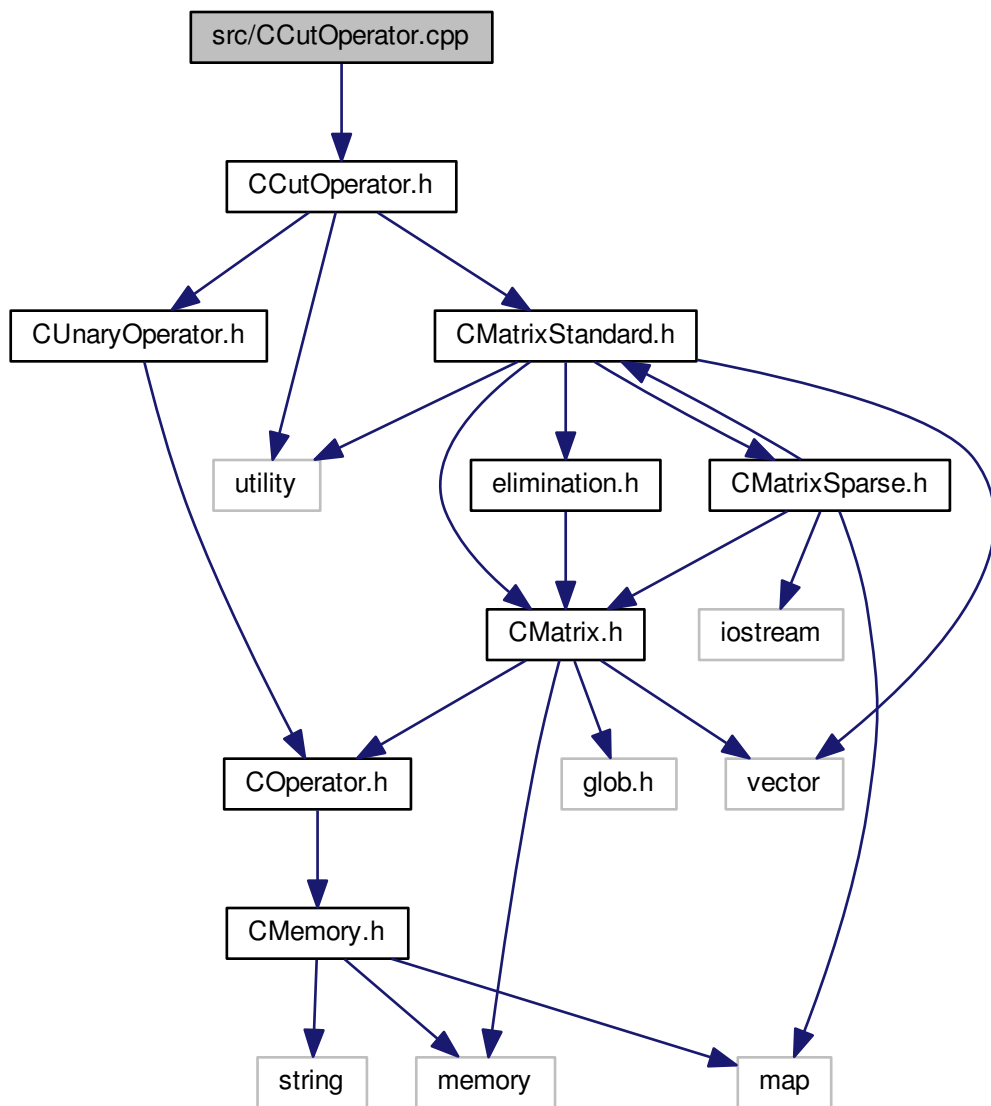 src/CCutOperator.cpp
CCutOperator.h
CUnaryOperator.h
CMatrixStandard.h
utility
elimination.h
CMatrixSparse.h
CMatrix.h
iostream
COperator.h
glob.h
vector
CMemory.h
string
memory
map